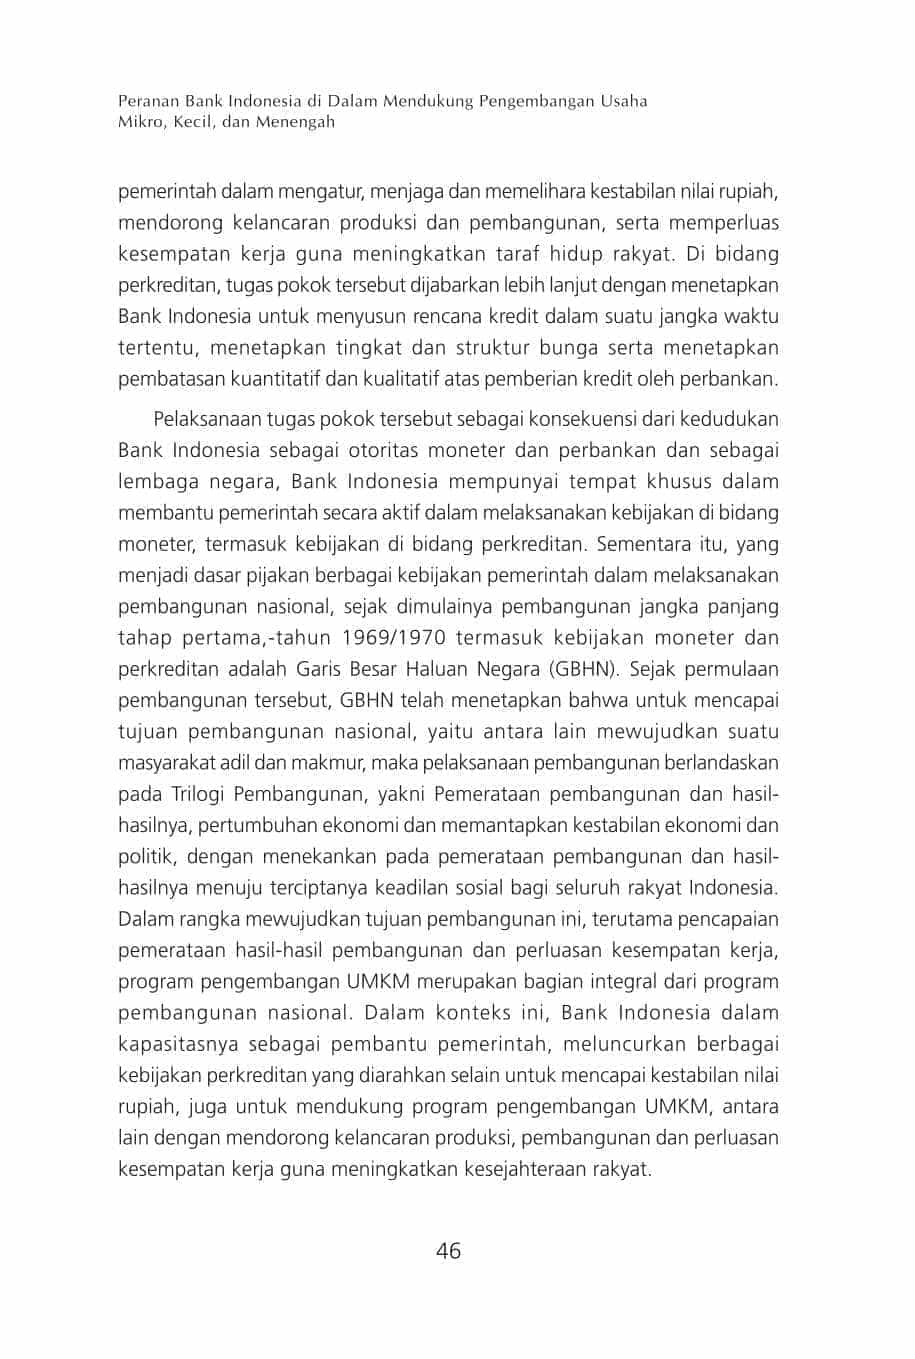 Peranan Bank Indonesia di Dalam Mendukung Pengembangan Usaha
Mikro, Kecil, dan Menengah
pemerintah dalam mengatur, menjaga dan memelihara kestabilan nilai rupiah,
mendorong kelancaran produksi dan pembangunan, serta memperluas
kesempatan kerja guna meningkatkan taraf hidup rakyat. Di bidang
perkreditan, tugas pokok tersebut dijabarkan lebih lanjut dengan menetapkan
Bank Indonesia untuk menyusun rencana kredit dalam suatu jangka waktu
tertentu, menetapkan tingkat dan struktur bunga serta menetapkan
pembatasan kuantitatif dan kualitatif atas pemberian kredit oleh perbankan.
Pelaksanaan tugas pokok tersebut sebagai konsekuensi dari kedudukan
Bank Indonesia sebagai otoritas moneter dan perbankan dan sebagai
lembaga negara, Bank Indonesia mempunyai tempat khusus dalam
membantu pemerintah secara aktif dalam melaksanakan kebijakan di bidang
moneter, termasuk kebijakan di bidang perkreditan. Sementara itu, yang
menjadi dasar pijakan berbagai kebijakan pemerintah dalam melaksanakan
pembangunan nasional, sejak dimulainya pembangunan jangka panjang
tahap pertama,-tahun 1969/1970 termasuk kebijakan moneter dan
perkreditan adalah Garis Besar Haluan Negara (GBHN). Sejak permulaan
pembangunan tersebut, GBHN telah menetapkan bahwa untuk mencapai
tujuan pembangunan nasional, yaitu antara lain mewujudkan suatu
masyarakat adil dan makmur, maka pelaksanaan pembangunan berlandaskan
pada Trilogi Pembangunan, yakni Pemerataan pembangunan dan hasil-
hasilnya, pertumbuhan ekonomi dan memantapkan kestabilan ekonomi dan
politik, dengan menekankan pada pemerataan pembangunan dan hasil-
hasilnya menuju terciptanya keadilan sosial bagi seluruh rakyat Indonesia.
Dalam rangka mewujudkan tujuan pembangunan ini, terutama pencapaian
pemerataan hasil-hasil pembangunan dan perluasan kesempatan kerja,
program pengembangan UMKM merupakan bagian integral dari program
pembangunan nasional. Dalam konteks ini, Bank Indonesia dalam
kapasitasnya sebagai pembantu pemerintah, meluncurkan berbagai
kebijakan perkreditan yang diarahkan selain untuk mencapai kestabilan nilai
rupiah, juga untuk mendukung program pengembangan UMKM, antara
lain dengan mendorong kelancaran produksi, pembangunan dan perluasan
kesempatan kerja guna meningkatkan kesejahteraan rakyat.
46